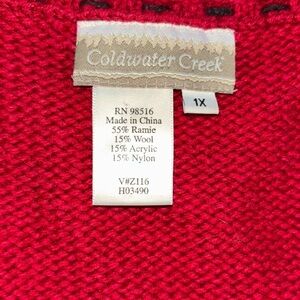 Coldwater Creek
1X
RN 98516
Made in China
55% Ramie
15% Wool
15% Acrylic
15% Nylon
V#Z116
H03490